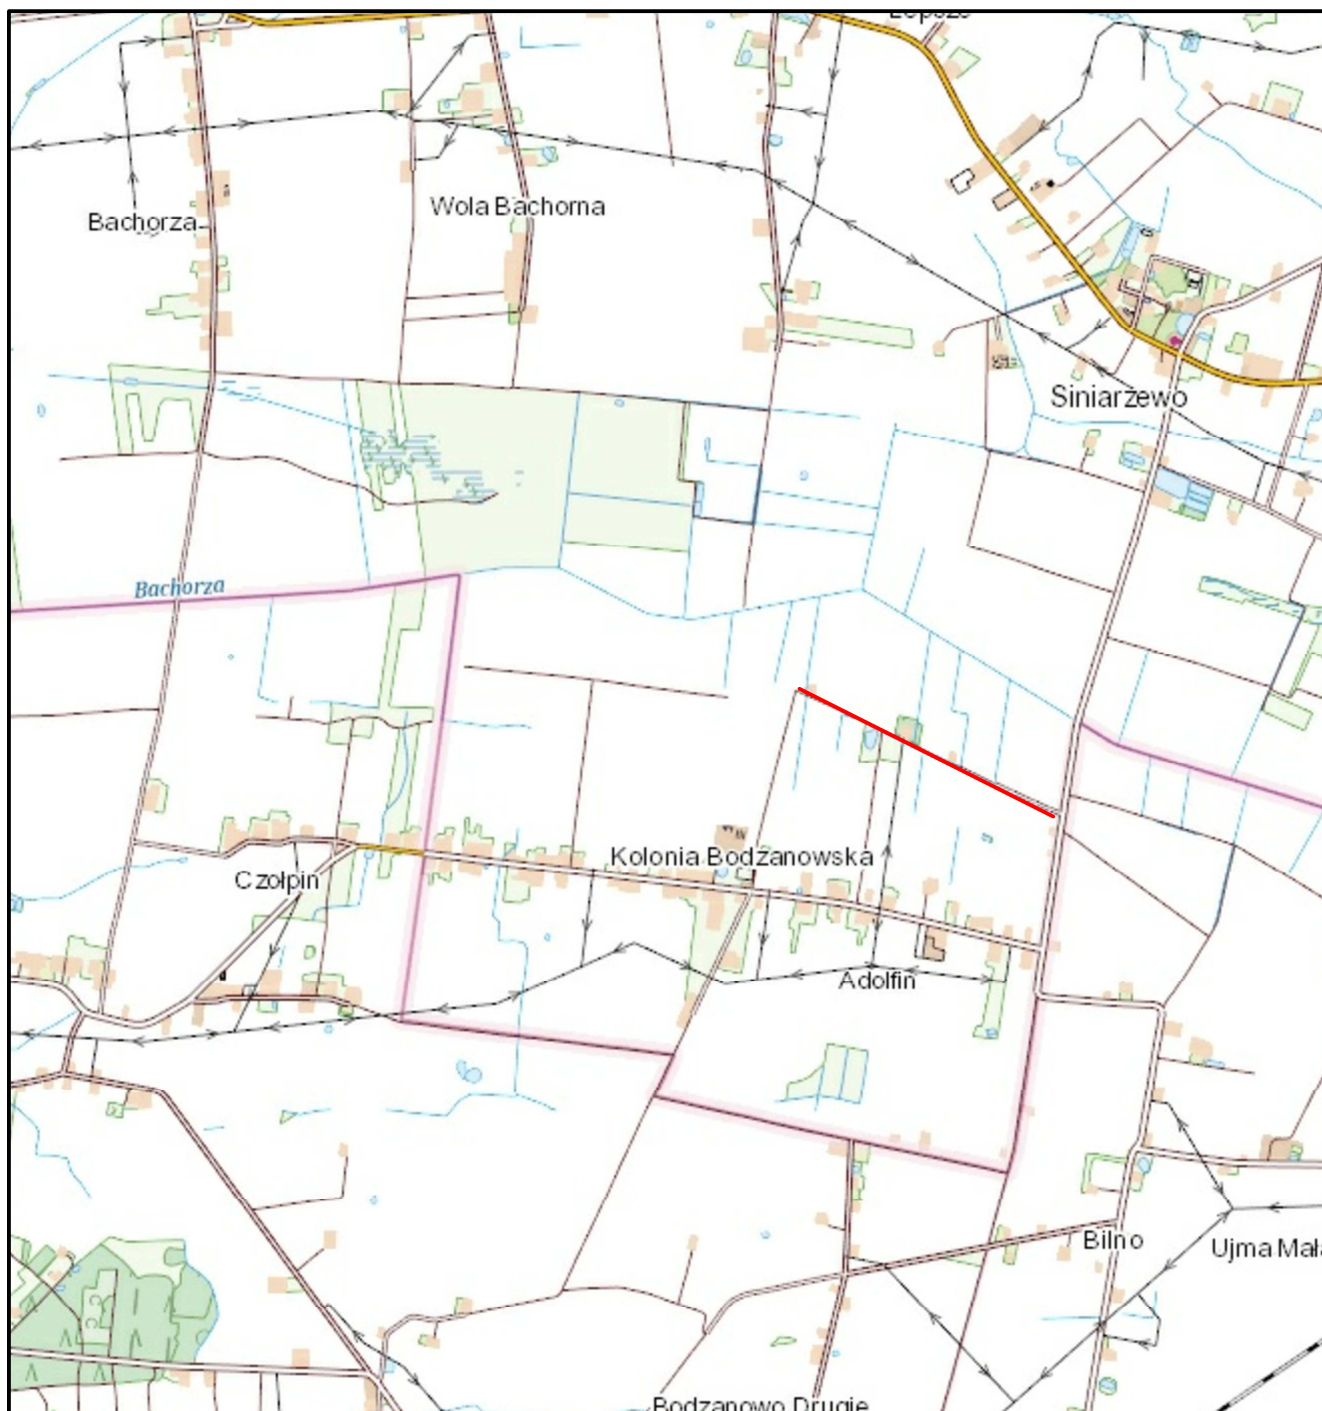 Wola Bachorna
Bachorza
Siniarzewo
Bachorza
Kolonia Bodzanowska
Czołpin
Adolfin
Bilno
Ujma Mała
Bodzanowo Drugie